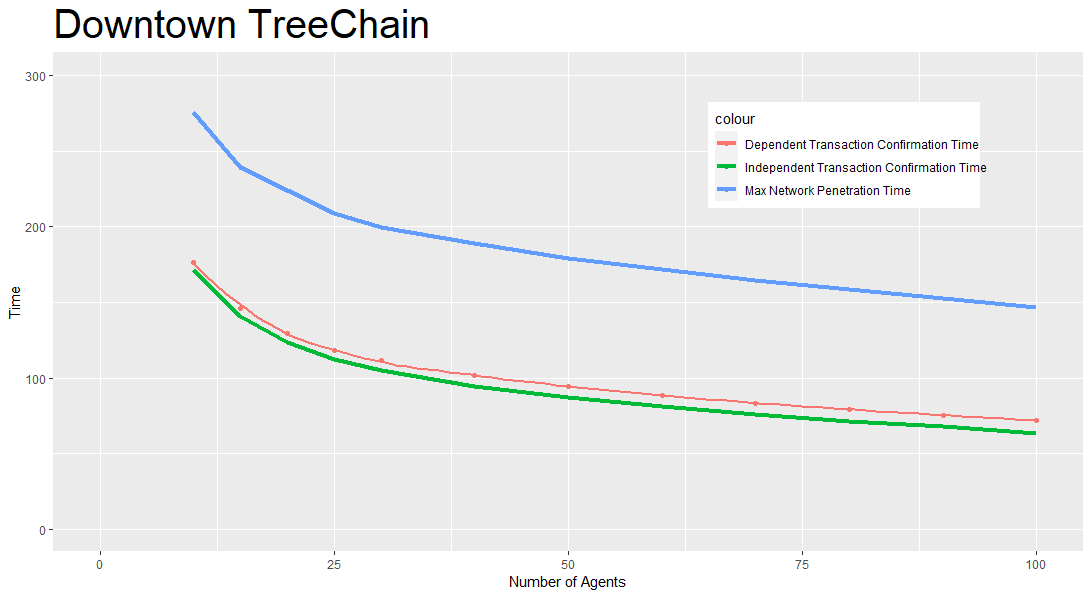 Downtown TreeChain
300
200
100
0
Time
colour
Dependent Transaction Confirmation Time
Independent Transaction Confirmation Time
Max Network Penetration Time
0 25 50 75 100
Number of Agents